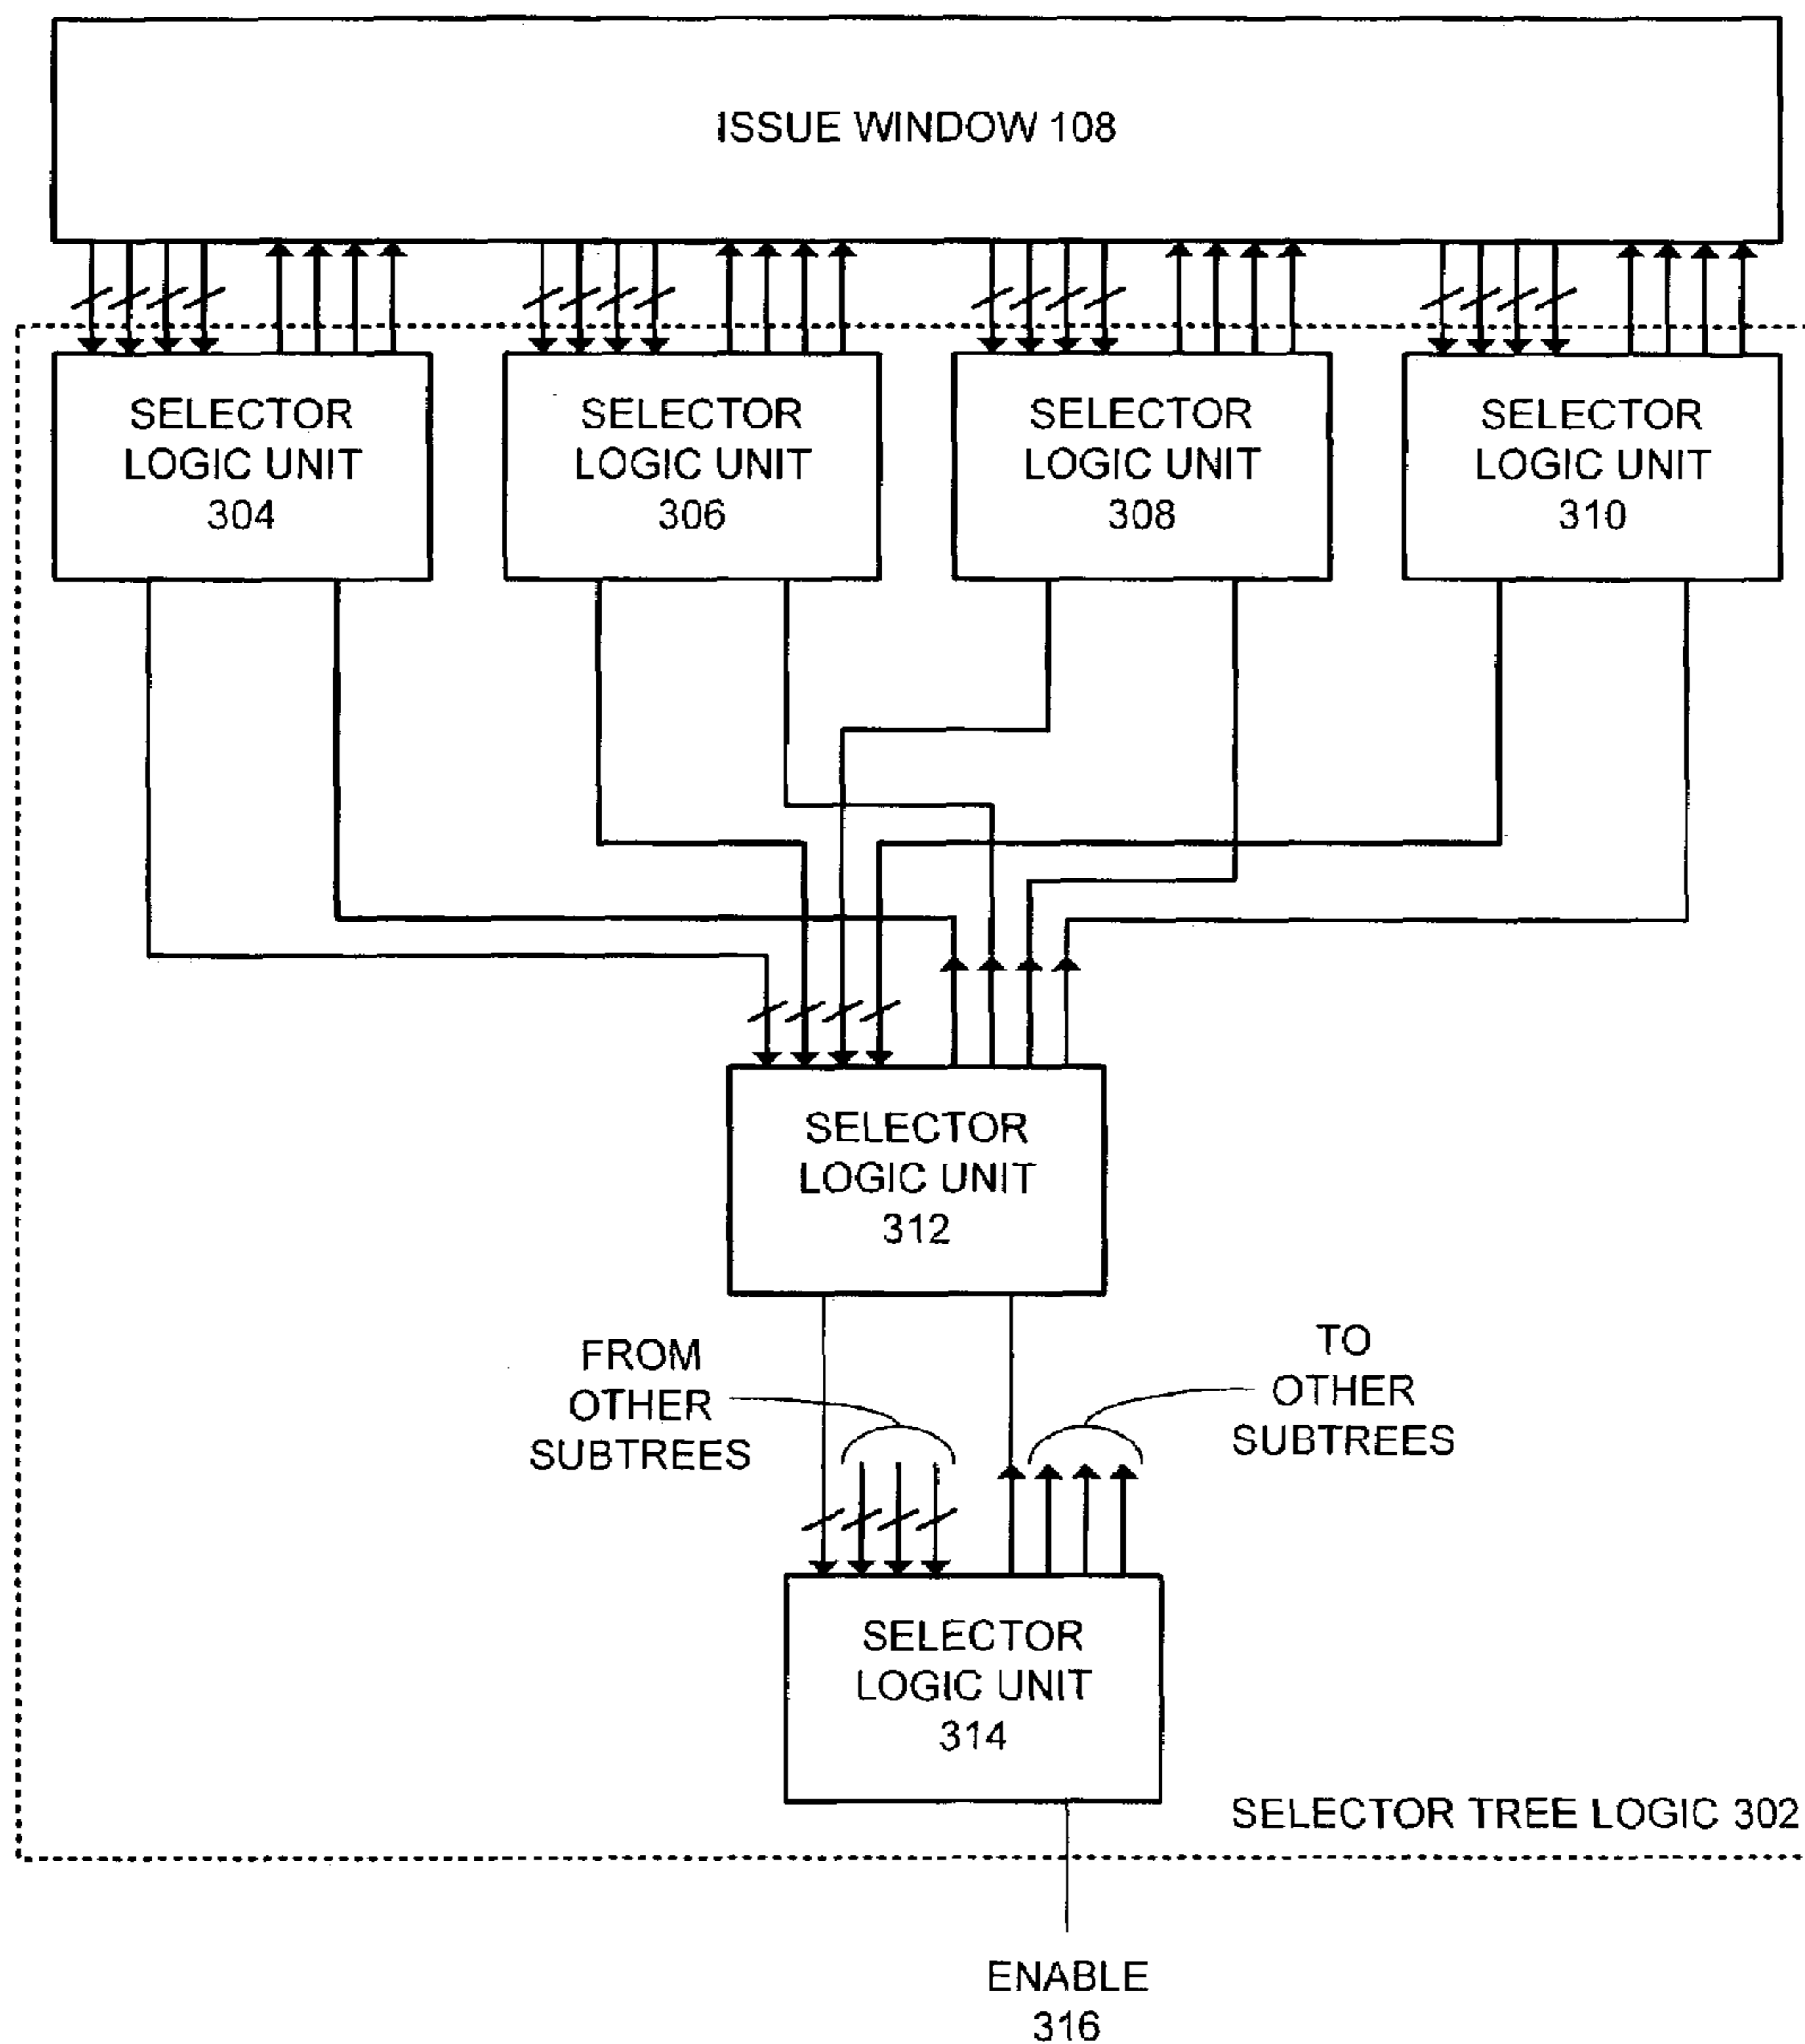 ISSUE WINDOW 108
SELECTOR
LOGIC UNIT
304
SELECTOR
LOGIC UNIT
306
SELECTOR
LOGIC UNIT
308
SELECTOR
LOGIC UNIT
310
SELECTOR
LOGIC UNIT
312
FROM
OTHER
SUBTREES
TO
OTHER
SUBTREES
SELECTOR
LOGIC UNIT
314
SELECTOR TREE LOGIC 302
ENABLE
316